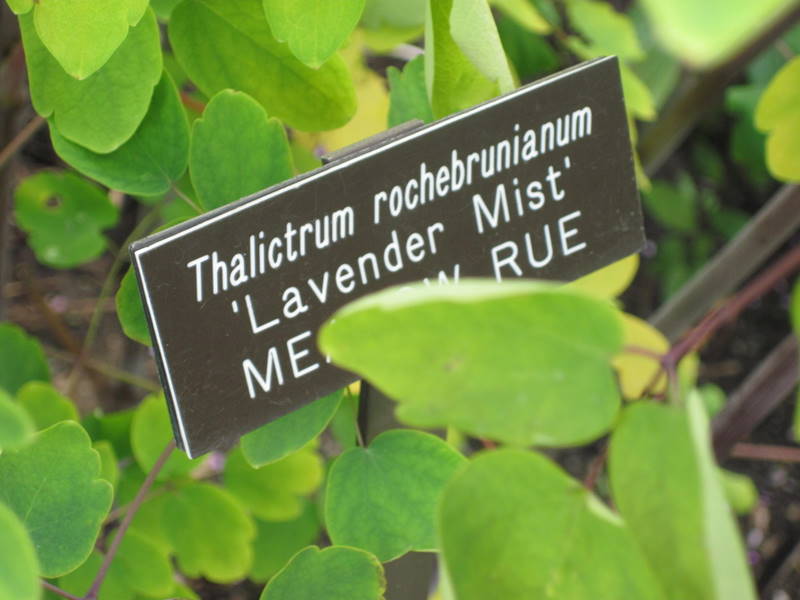 Thalictrum rochebrunianum
'Lavender Mist'
RUE